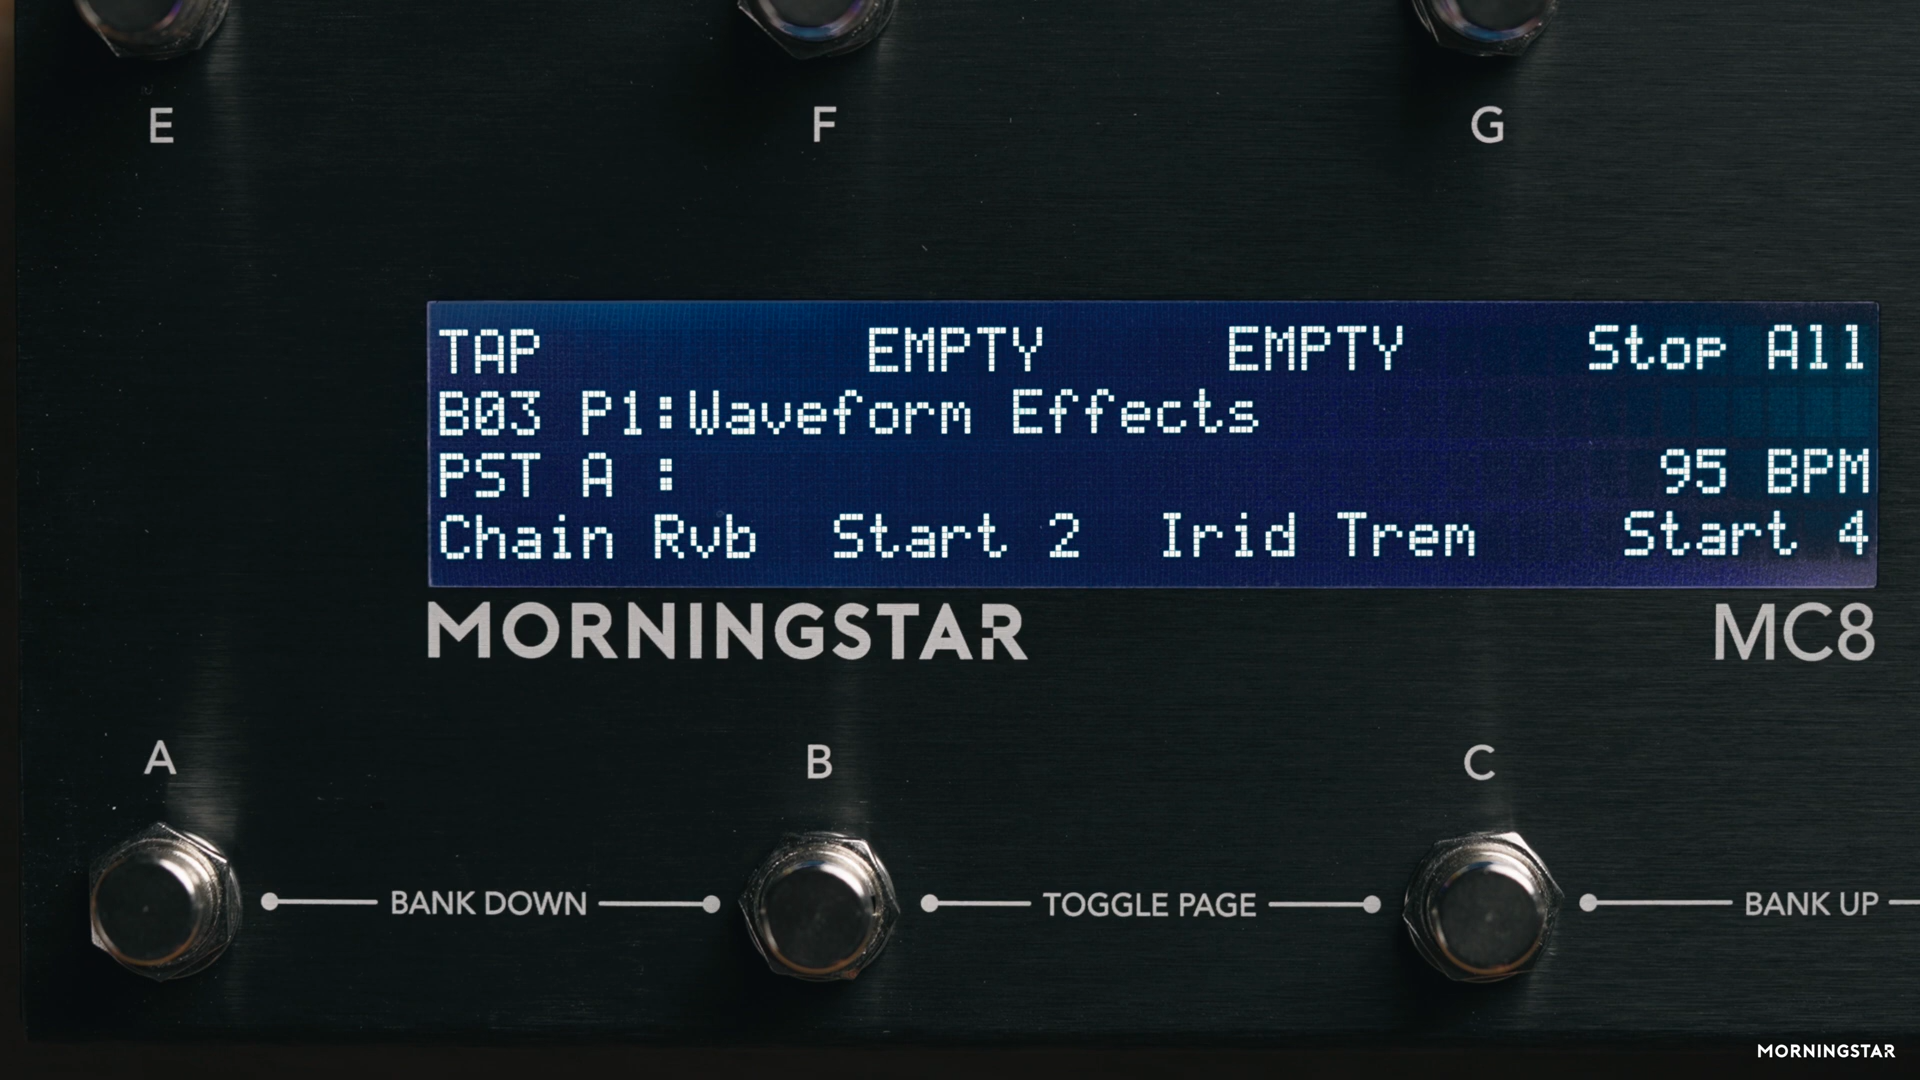 E F G
TAP EMPTY EMPTY Stop All
B03 P1:Waveform Effects
PST A : 95 BPM
Chain Rvb Start 2 Irid Trem Start 4
MORNINGSTAR MC8
A B C
BANK DOWN TOGGLE PAGE BANK UP
MORNINGSTAR